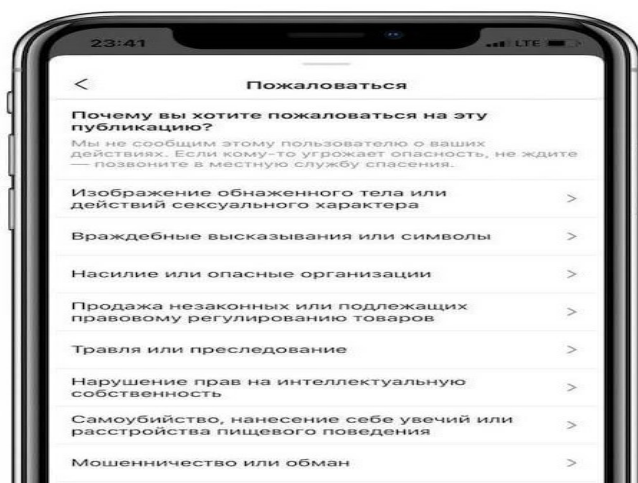 23:41
LTE
Пожаловаться
Почему вы хотите пожаловаться на эту
публикацию?
Мы не сообщим этому пользователю о ваших
действиях. Если кому-то угрожает опасность, не ждите
— позвоните в местную службу спасения.
Изображение обнаженного тела или
действий сексуального характера
Враждебные высказывания или символы
Насилие или опасные организации
Продажа незаконных или подлежащих
правовому регулированию товаров
Травля или преследование
Нарушение прав на интеллектуальную
собственность
Самоубийство, нанесение себе увечий или
расстройства пищевого поведения
Мошенничество или обман